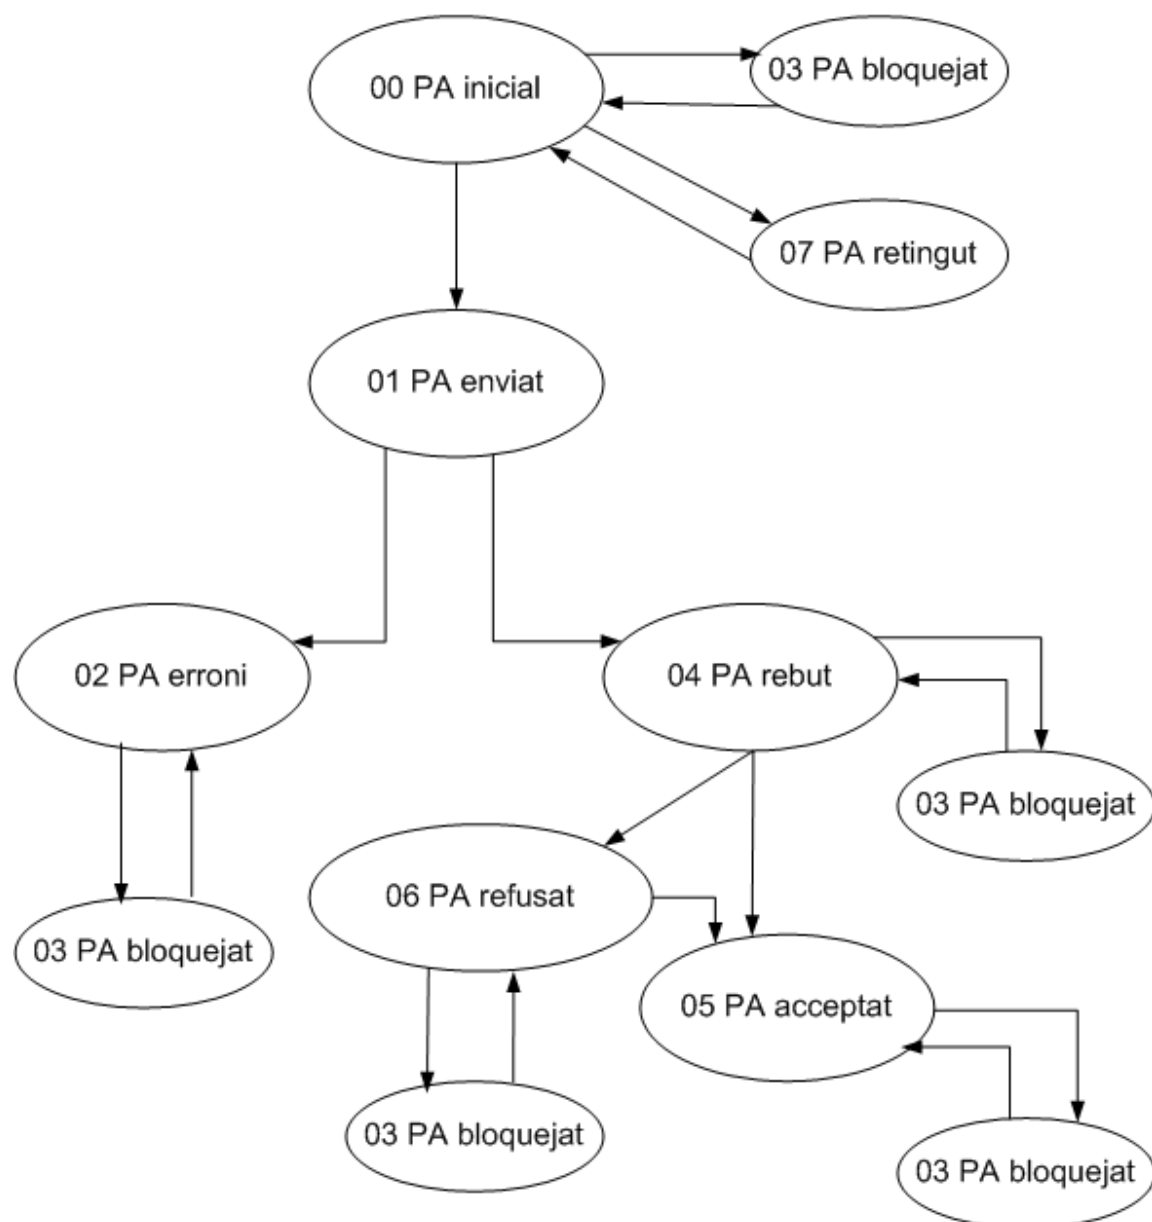 00 PA inicial
03 PA bloquejat
07 PA retingut
01 PA enviat
02 PA erroni
04 PA rebut
03 PA bloquejat
06 PA refusat
03 PA bloquejat
05 PA acceptat
03 PA bloquejat
03 PA bloquejat